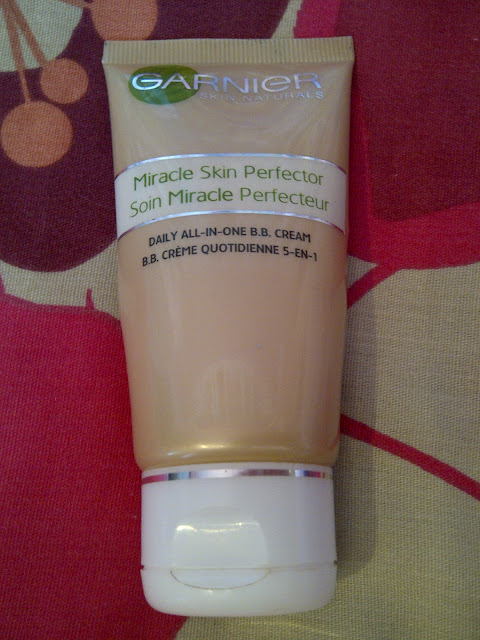 GARNIER
SKIN NATURALS
Miracle Skin Perfector
Soin Miracle Perfecteur
DAILY ALL-IN-ONE B.B. CREAM
B.B. CRÈME QUOTIDIENNE 5-EN-1